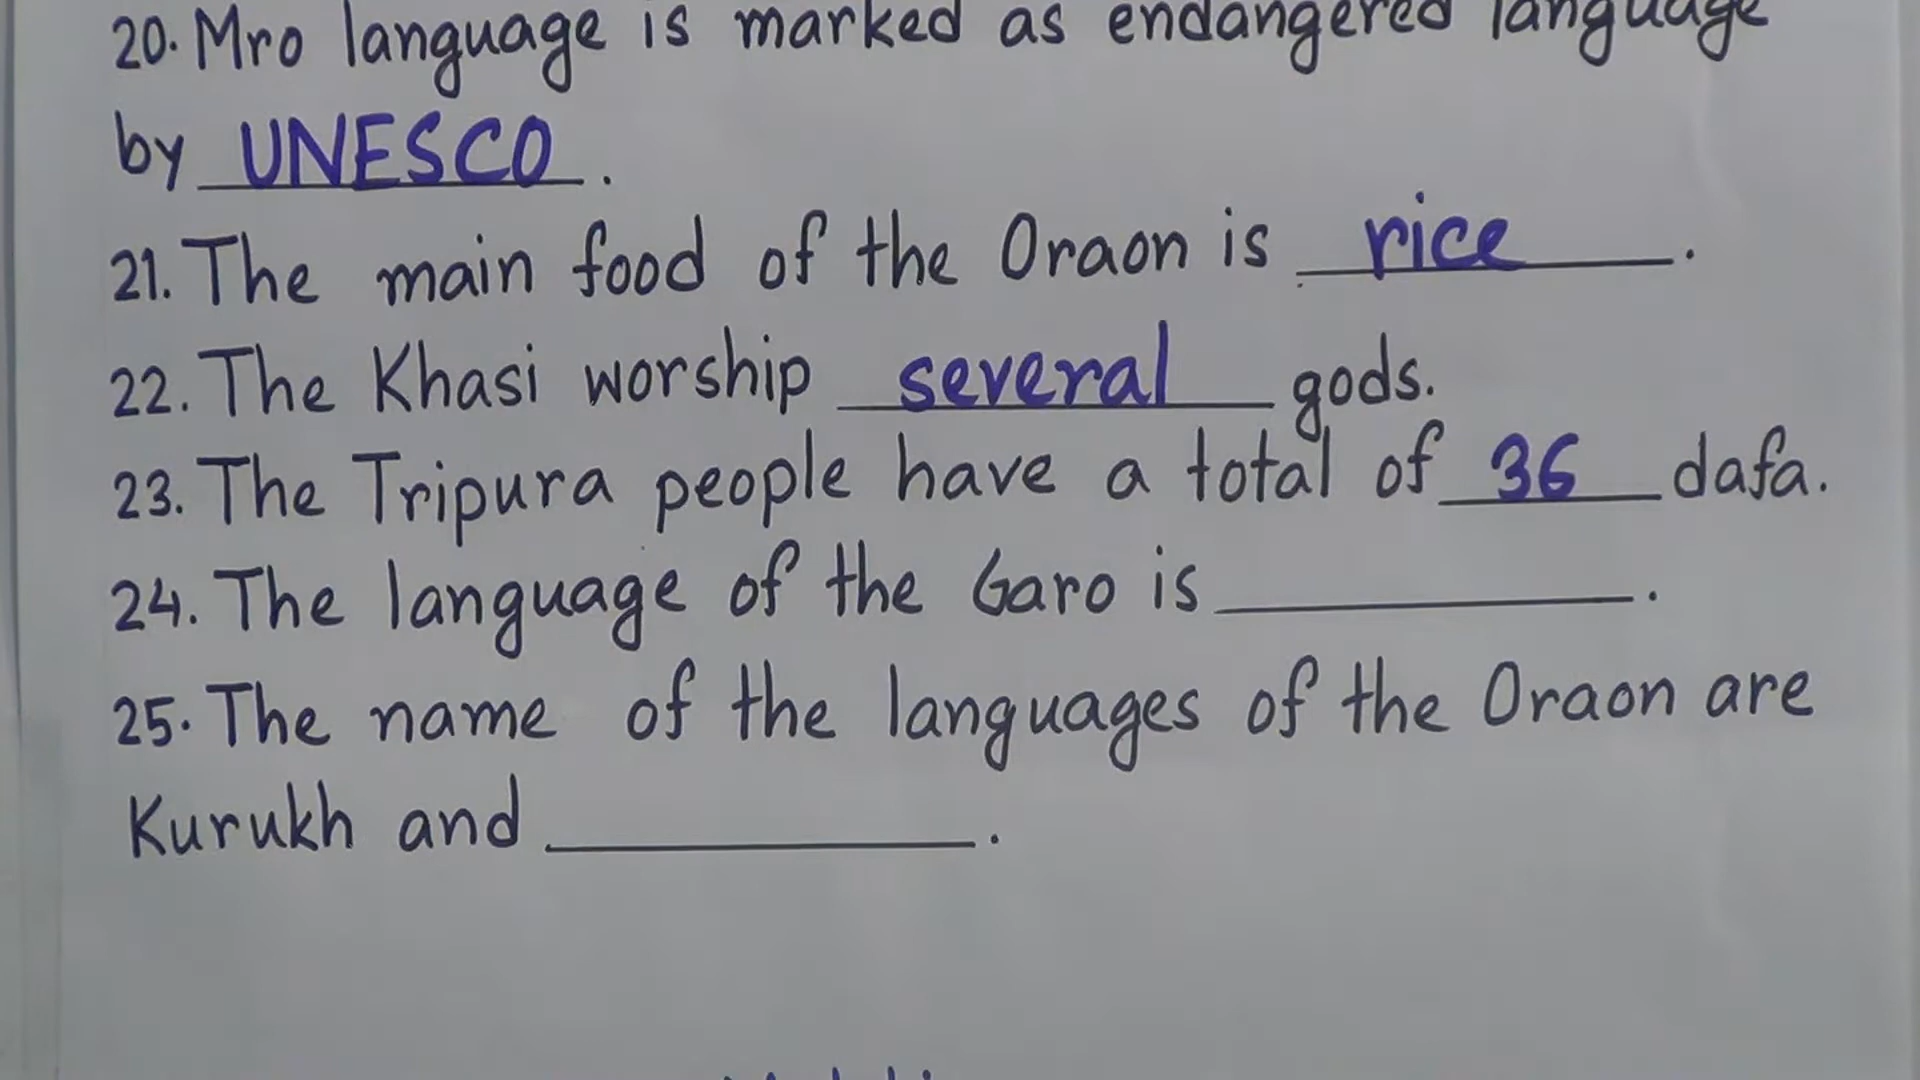 20. Mro language is marked as endangered language
by UNESCO.
21. The main food of the Oraon is rice.
22. The Khasi worship several gods.
23. The Tripura people have a total of 36 dafa.
24. The language of the Garo is ________.
25. The name of the languages of the Oraon are
Kurukh and ________.